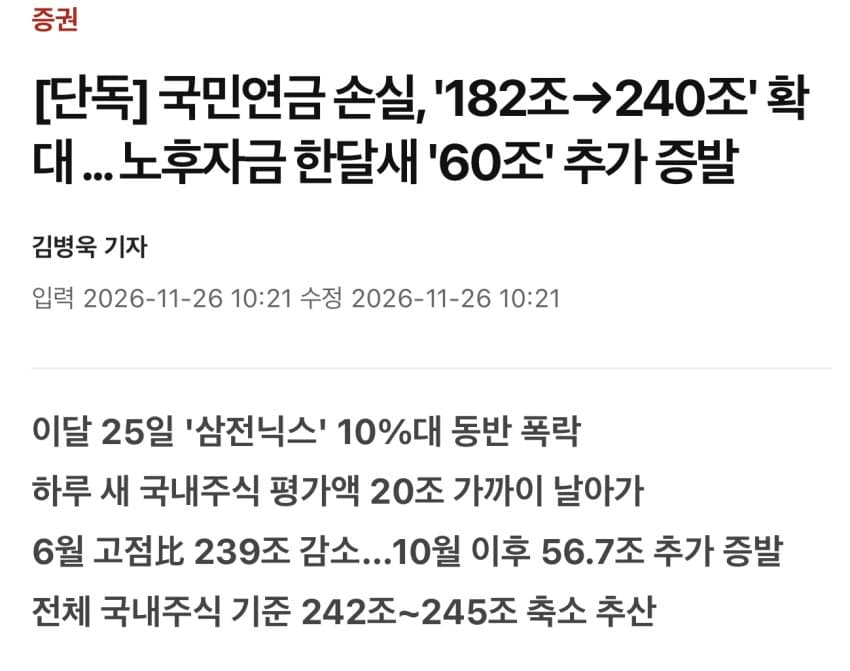 증권
[단독] 국민연금 손실, '182조→240조' 확
대 ... 노후자금 한달새 '60조' 추가 증발
김병욱 기자
입력 2026-11-26 10:21 수정 2026-11-26 10:21
이달 25일 '삼전닉스' 10%대 동반 폭락
하루 새 국내주식 평가액 20조 가까이 날아가
6월 고점比 239조 감소...10월 이후 56.7조 추가 증발
전체 국내주식 기준 242조~245조 축소 추산